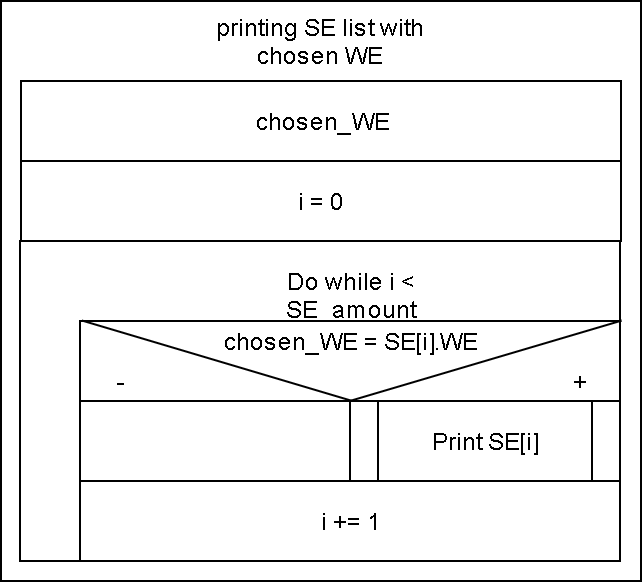 printing SE list with
chosen WE
chosen_WE
i = 0
Do while i <
SE_amount
chosen_WE = SE[i].WE
- +
Print SE[i]
i += 1